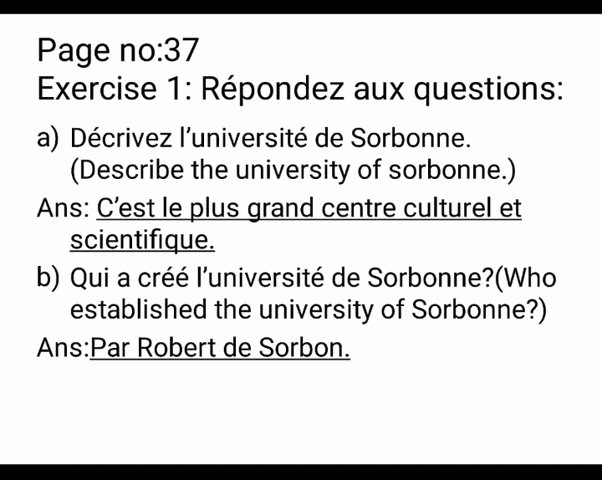 Page no:37
Exercise 1: Répondez aux questions:
a) Décrivez l'université de Sorbonne.
(Describe the university of sorbonne.)
Ans: C'est le plus grand centre culturel et
scientifique.
b) Qui a créé l'université de Sorbonne?(Who
established the university of Sorbonne?)
Ans:Par Robert de Sorbon.